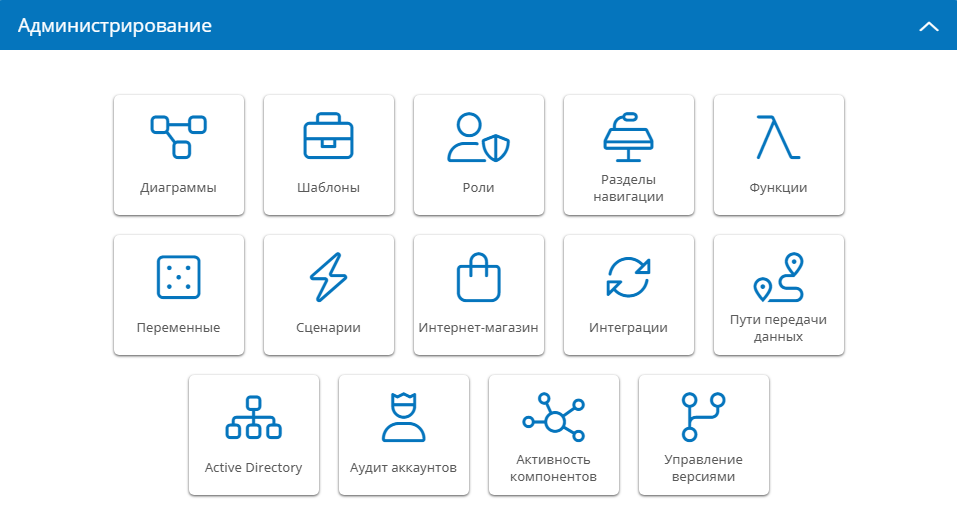 Администрирование
Диаграммы
Шаблоны
Роли
Разделы
навигации
Функции
Переменные
Сценарии
Интернет-магазин
Интеграции
Пути передачи
данных
Active Directory
Аудит аккаунтов
Активность
компонентов
Управление
версиями